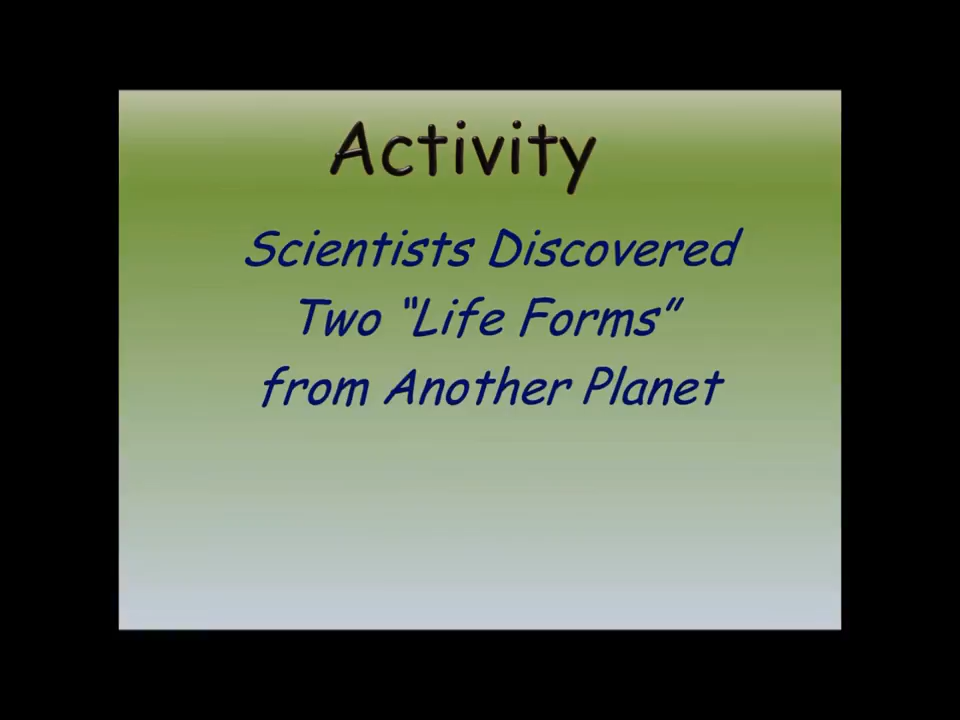 Activity
Scientists Discovered
Two “Life Forms”
from Another Planet